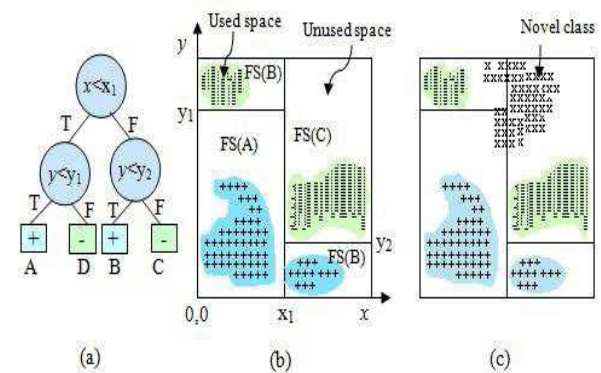 x<x₁
T F
y<y₁ y<y₂
T F T F
+ - + -
A D B C
(a)
Used space
Unused space
y
FS(B)
y₁
FS(A)
FS(C)
y₂
FS(B)
0,0 x₁ x
(b)
Novel class
(c)